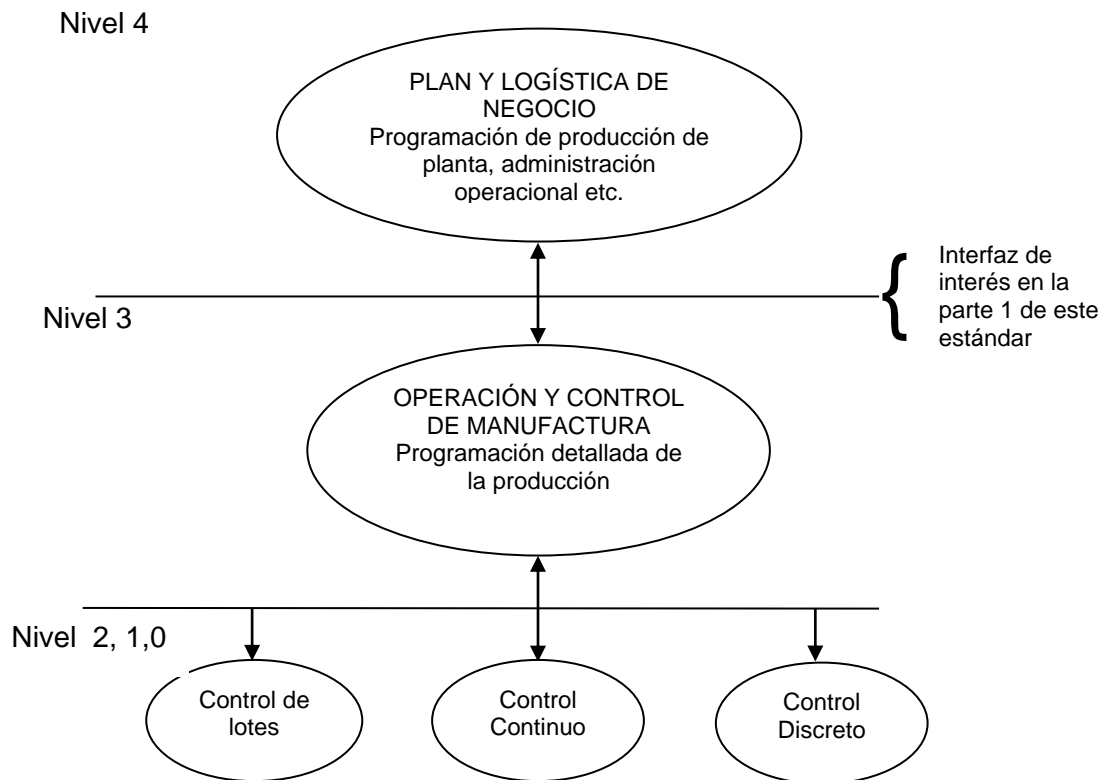 Nivel 4
PLAN Y LOGÍSTICA DE
NEGOCIO
Programación de producción de
planta, administración
operacional etc.
Interfaz de
interés en la
parte 1 de este
estándar
Nivel 3
OPERACIÓN Y CONTROL
DE MANUFACTURA
Programación detallada de
la producción
Nivel 2, 1,0
Control de
lotes
Control
Continuo
Control
Discreto